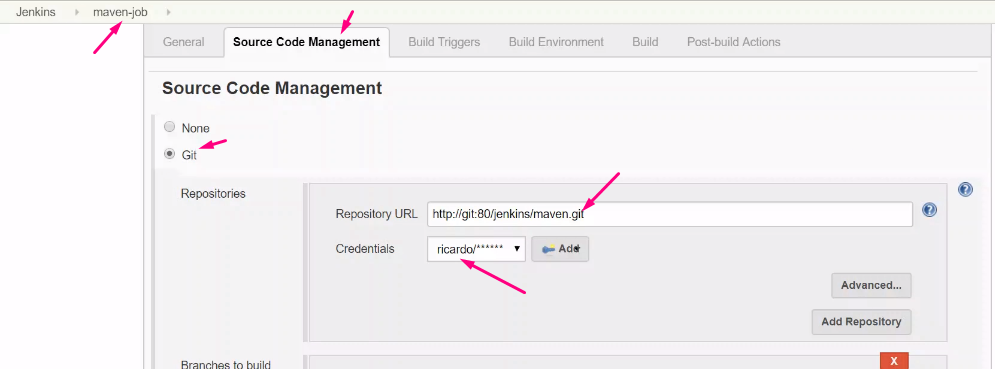 Jenkins maven-job
General Source Code Management Build Triggers Build Environment Build Post-build Actions
Source Code Management
None
Git
Repositories
Repository URL http://git:80/jenkins/maven.git
Credentials ricardo/****** Add
Advanced...
Add Repository
Branches to build
X